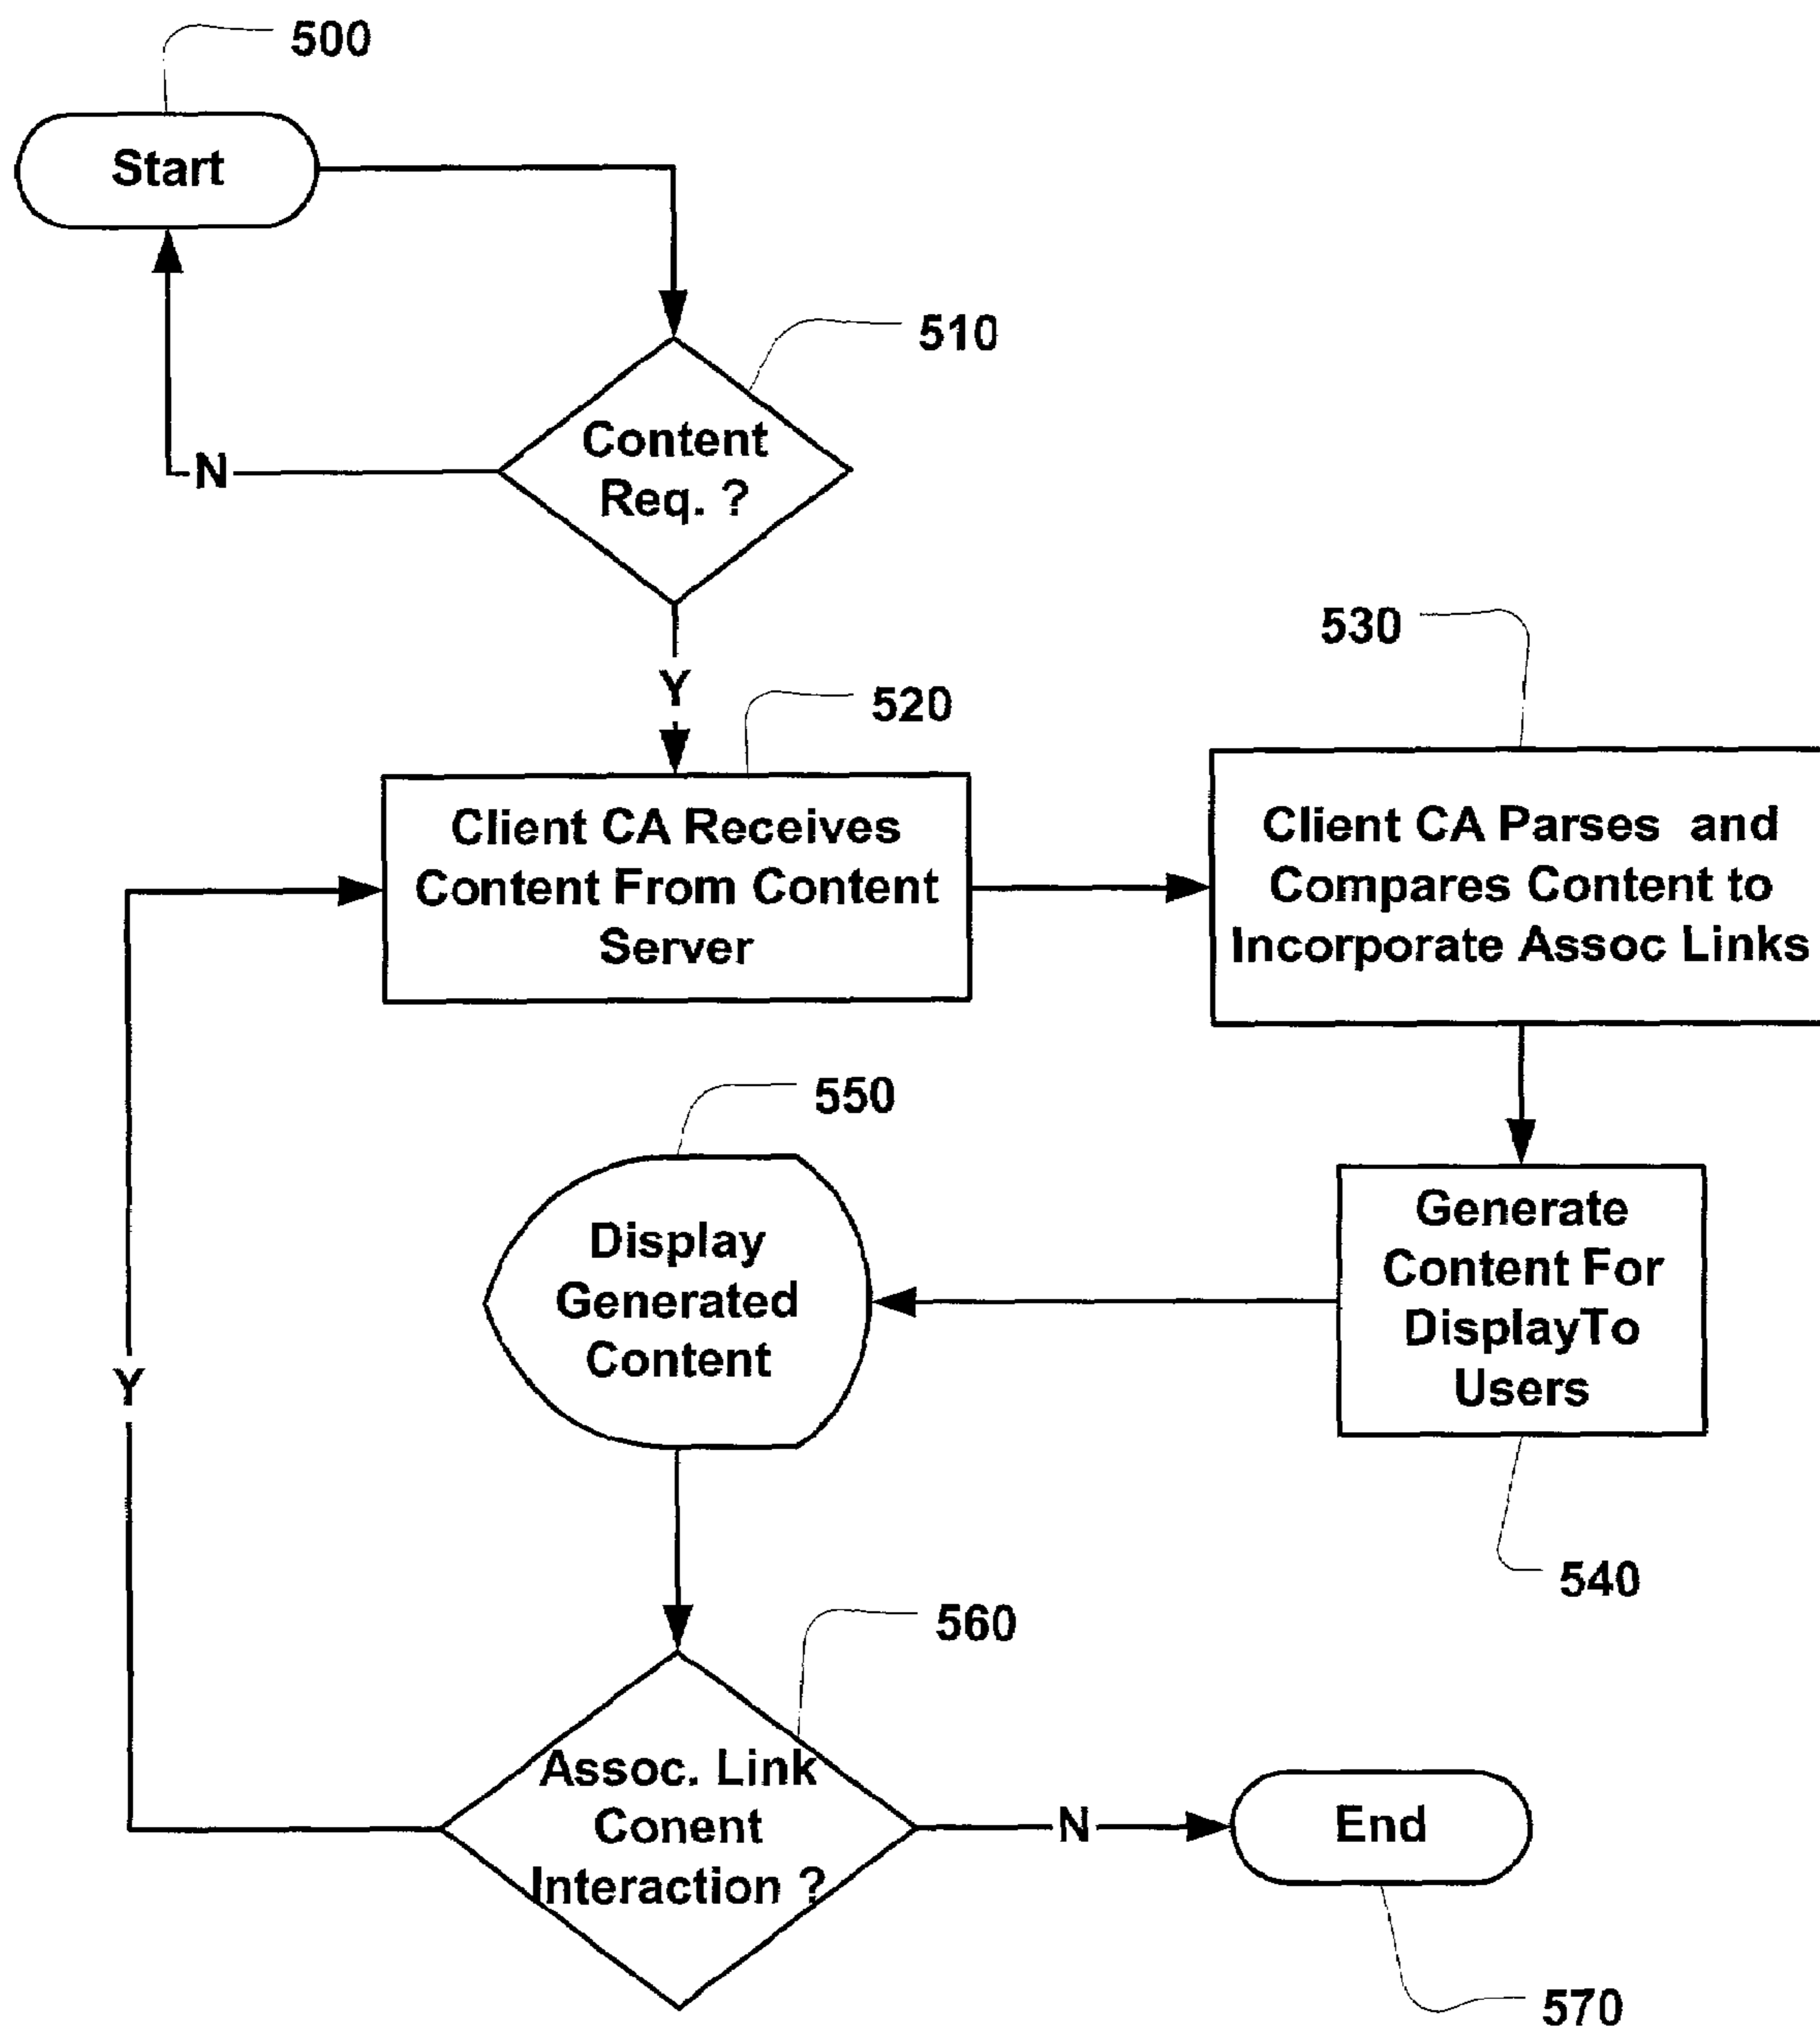 500
Start
510
Content
Req. ?
N
Y
530
520
Client CA Receives
Content From Content
Server
Client CA Parses and
Compares Content to
Incorporate Assoc Links
550
Display
Generated
Content
Generate
Content For
DisplayTo
Users
Y
540
560
Assoc. Link
Conent
Interaction ?
N
End
570